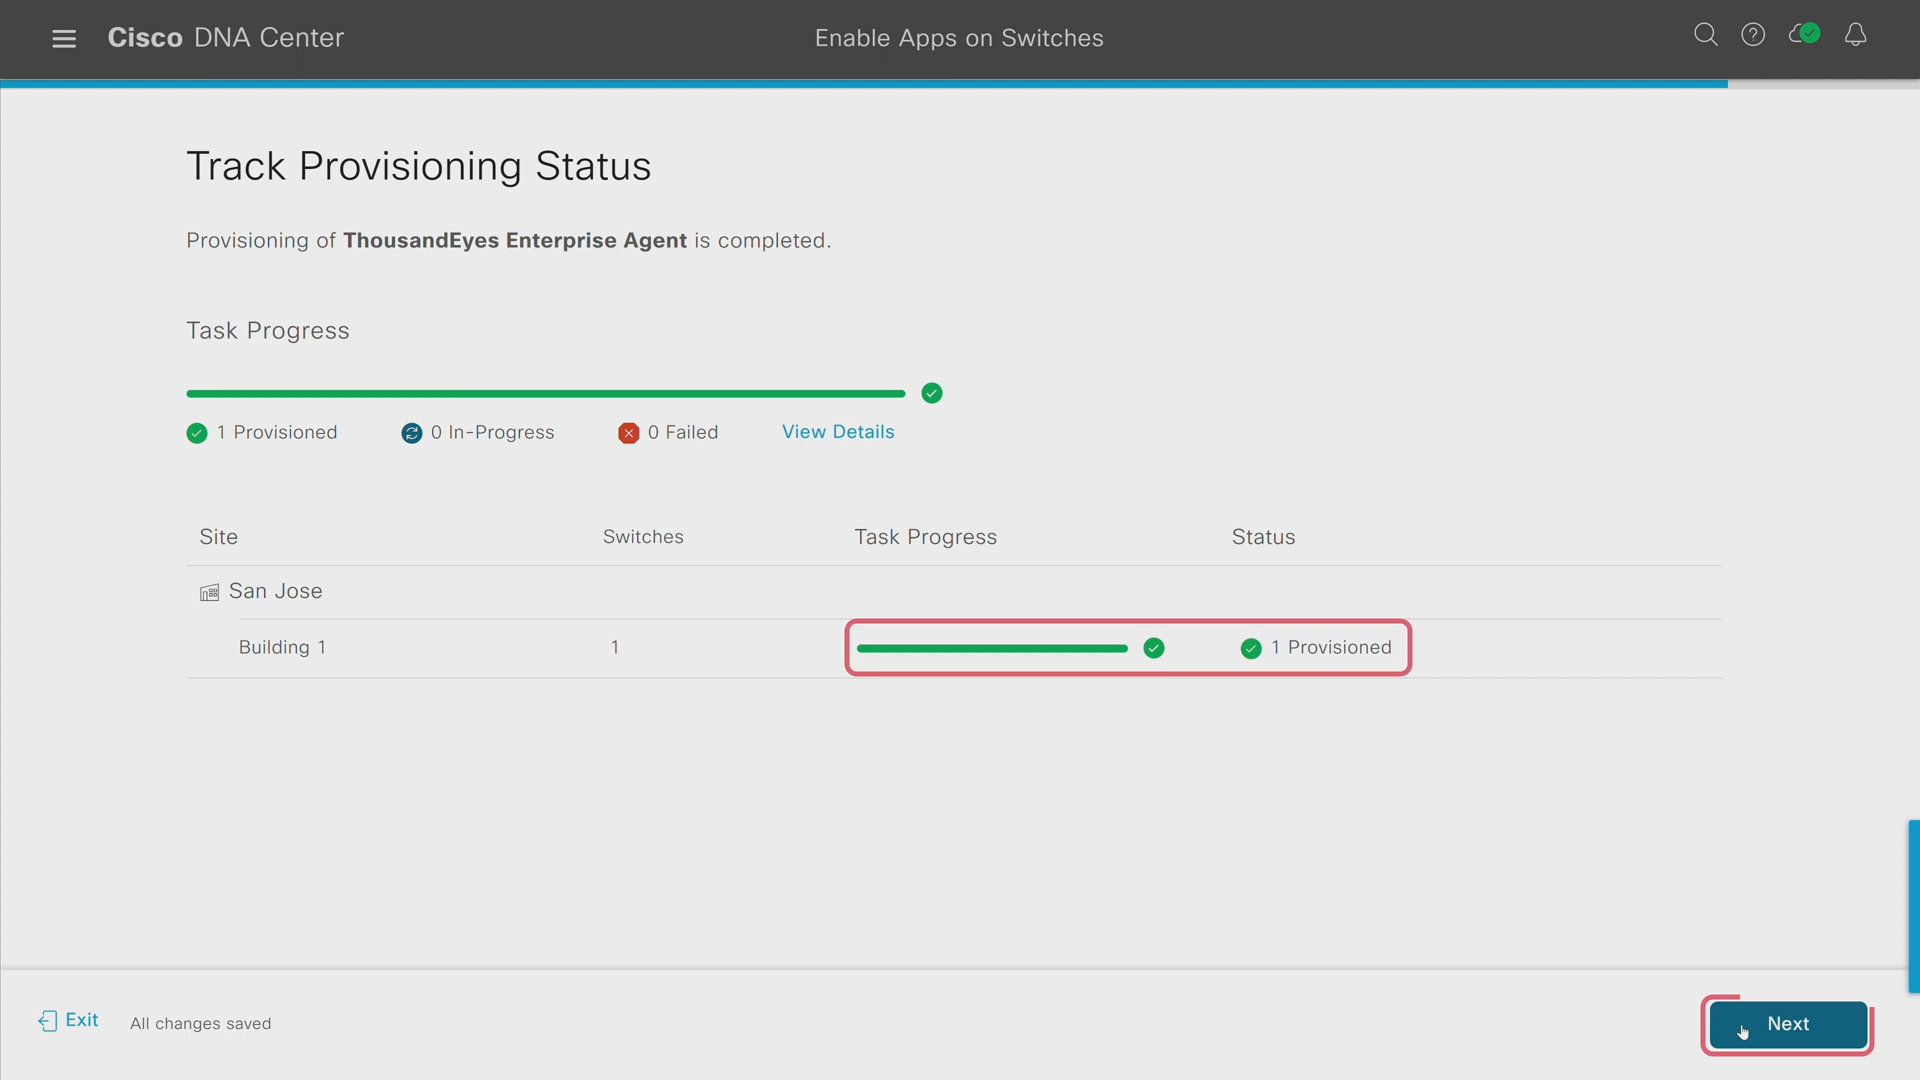 Cisco DNA Center
Enable Apps on Switches
Track Provisioning Status
Provisioning of ThousandEyes Enterprise Agent is completed.
Task Progress
1 Provisioned
0 In-Progress
0 Failed
View Details
Site
Switches
Task Progress
Status
San Jose
Building 1
1
1 Provisioned
Exit
All changes saved
Next